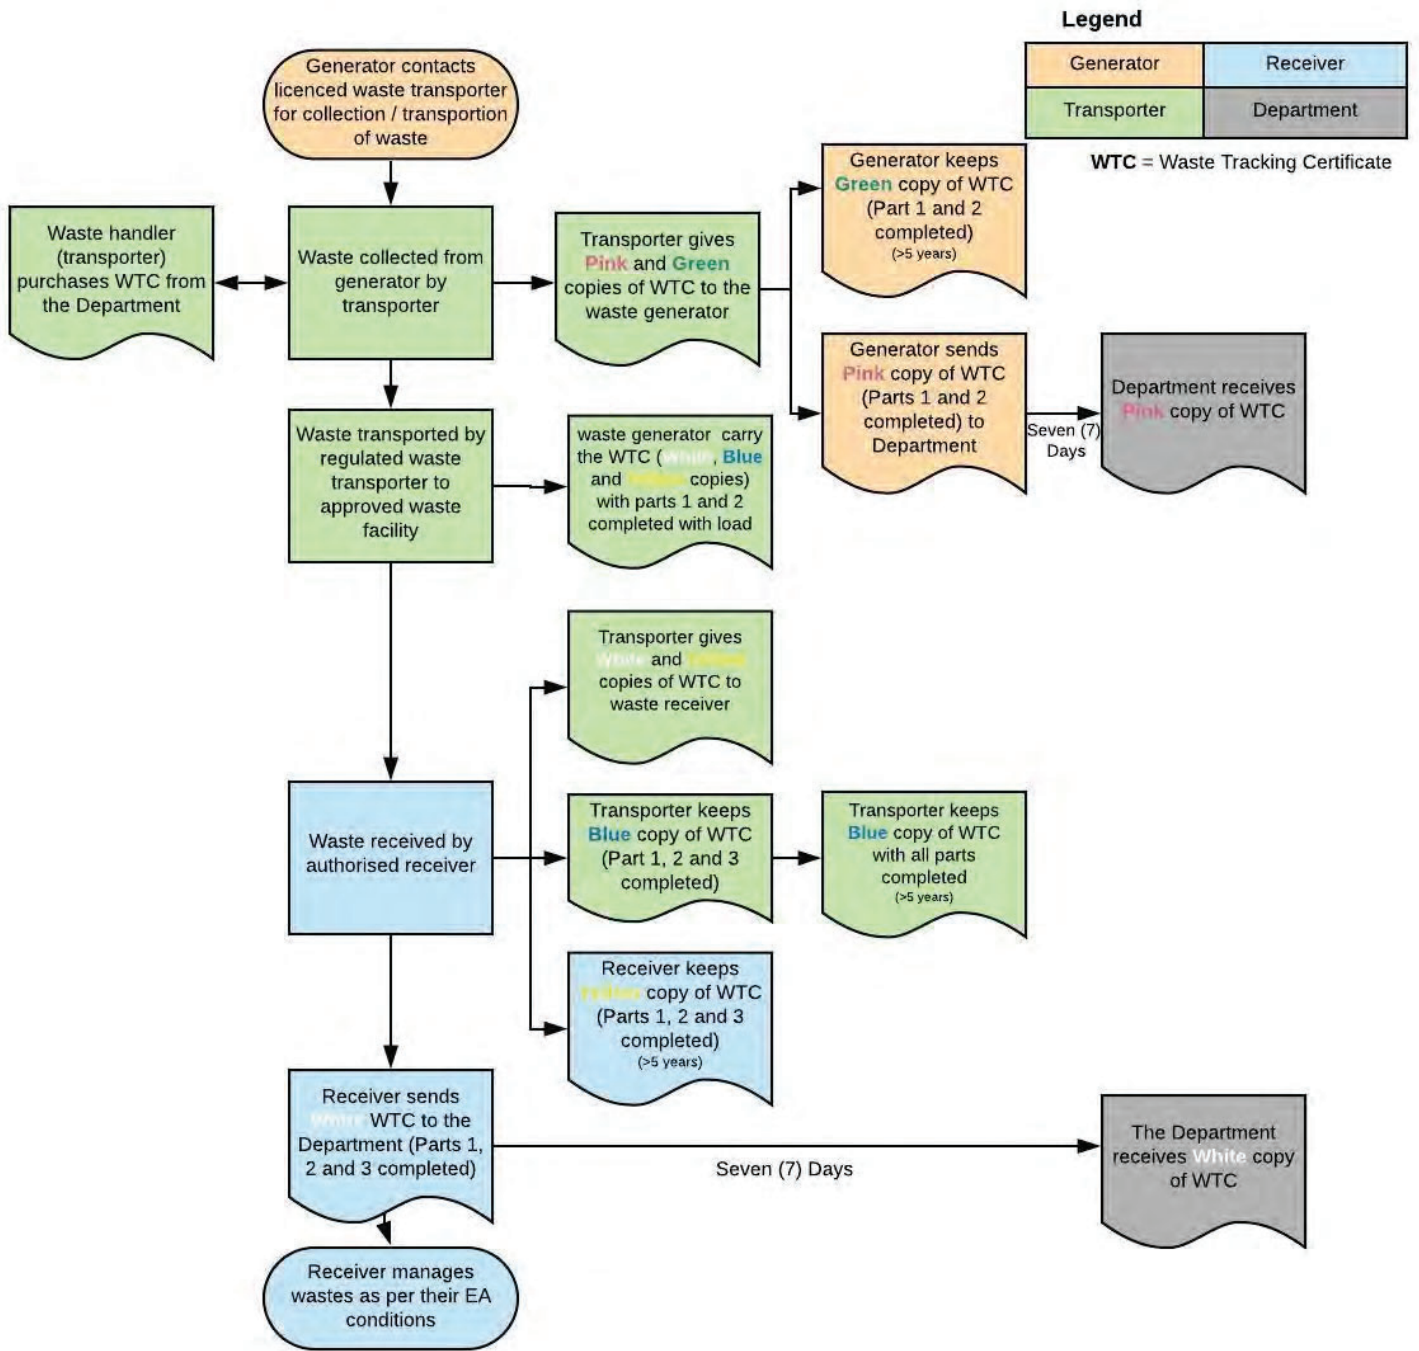 Legend
Generator
Receiver
Transporter
Department
WTC = Waste Tracking Certificate
Generator contacts
licenced waste transporter
for collection / transportion
of waste
Waste handler
(transporter)
purchases WTC from
the Department
Waste collected from
generator by
transporter
Transporter gives
Pink and Green
copies of WTC to the
waste generator
Generator keeps
Green copy of WTC
(Part 1 and 2
completed)
(>5 years)
Generator sends
Pink copy of WTC
(Parts 1 and 2
completed) to
Department
Seven (7)
Days
Department receives
Pink copy of WTC
Waste transported by
regulated waste
transporter to
approved waste
facility
waste generator carry
the WTC (White, Blue
and Yellow copies)
with parts 1 and 2
completed with load
Transporter gives
White and Yellow
copies of WTC to
waste receiver
Waste received by
authorised receiver
Transporter keeps
Blue copy of WTC
(Part 1, 2 and 3
completed)
Transporter keeps
Blue copy of WTC
with all parts
completed
(>5 years)
Receiver keeps
Yellow copy of WTC
(Parts 1, 2 and 3
completed)
(>5 years)
Receiver sends
White WTC to the
Department (Parts 1,
2 and 3 completed)
Seven (7) Days
The Department
receives White copy
of WTC
Receiver manages
wastes as per their EA
conditions